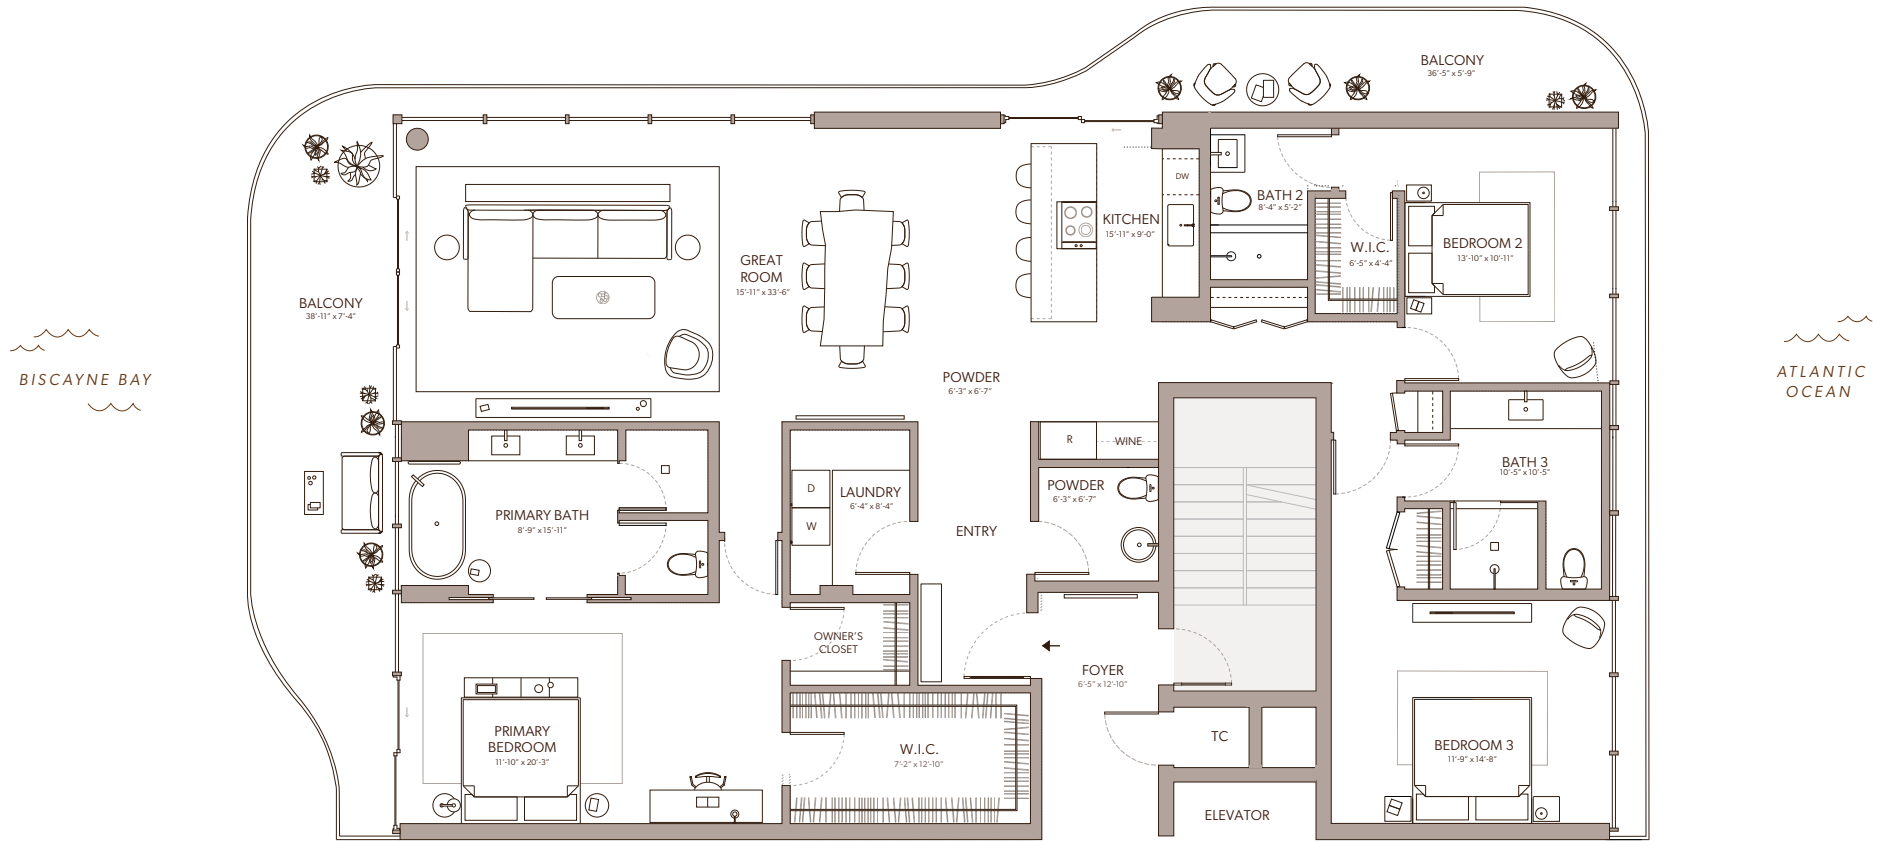 BALCONY
36'-5" x 5'-9"
DW
BATH 2
8'-4" x 5'-2"
KITCHEN
15'-11" x 9'-0"
W.I.C.
6'-5" x 4'-4"
BEDROOM 2
13'-10" x 10'-11"
GREAT
ROOM
15'-11" x 33'-6"
BALCONY
38'-11" x 7'-4"
BISCAYNE BAY
ATLANTIC
OCEAN
POWDER
6'-3" x 6'-7"
R
WINE
BATH 3
10'-5" x 10'-5"
D
W
LAUNDRY
6'-4" x 8'-4"
POWDER
6'-3" x 6'-7"
PRIMARY BATH
8'-9" x 15'-11"
ENTRY
OWNER'S
CLOSET
FOYER
6'-5" x 12'-10"
PRIMARY
BEDROOM
11'-10" x 20'-3"
W.I.C.
7'-2" x 12'-10"
TC
BEDROOM 3
11'-9" x 14'-8"
ELEVATOR